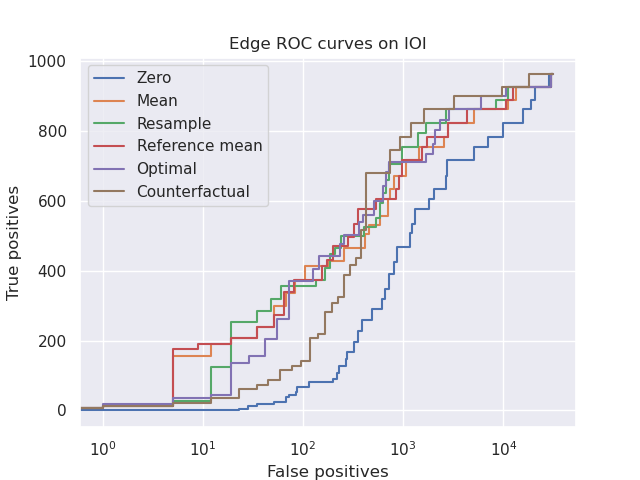 Edge ROC curves on IOI
Zero
Mean
Resample
Reference mean
Optimal
Counterfactual
True positives
1000
800
600
400
200
0
10⁰
10¹
10²
10³
10⁴
False positives